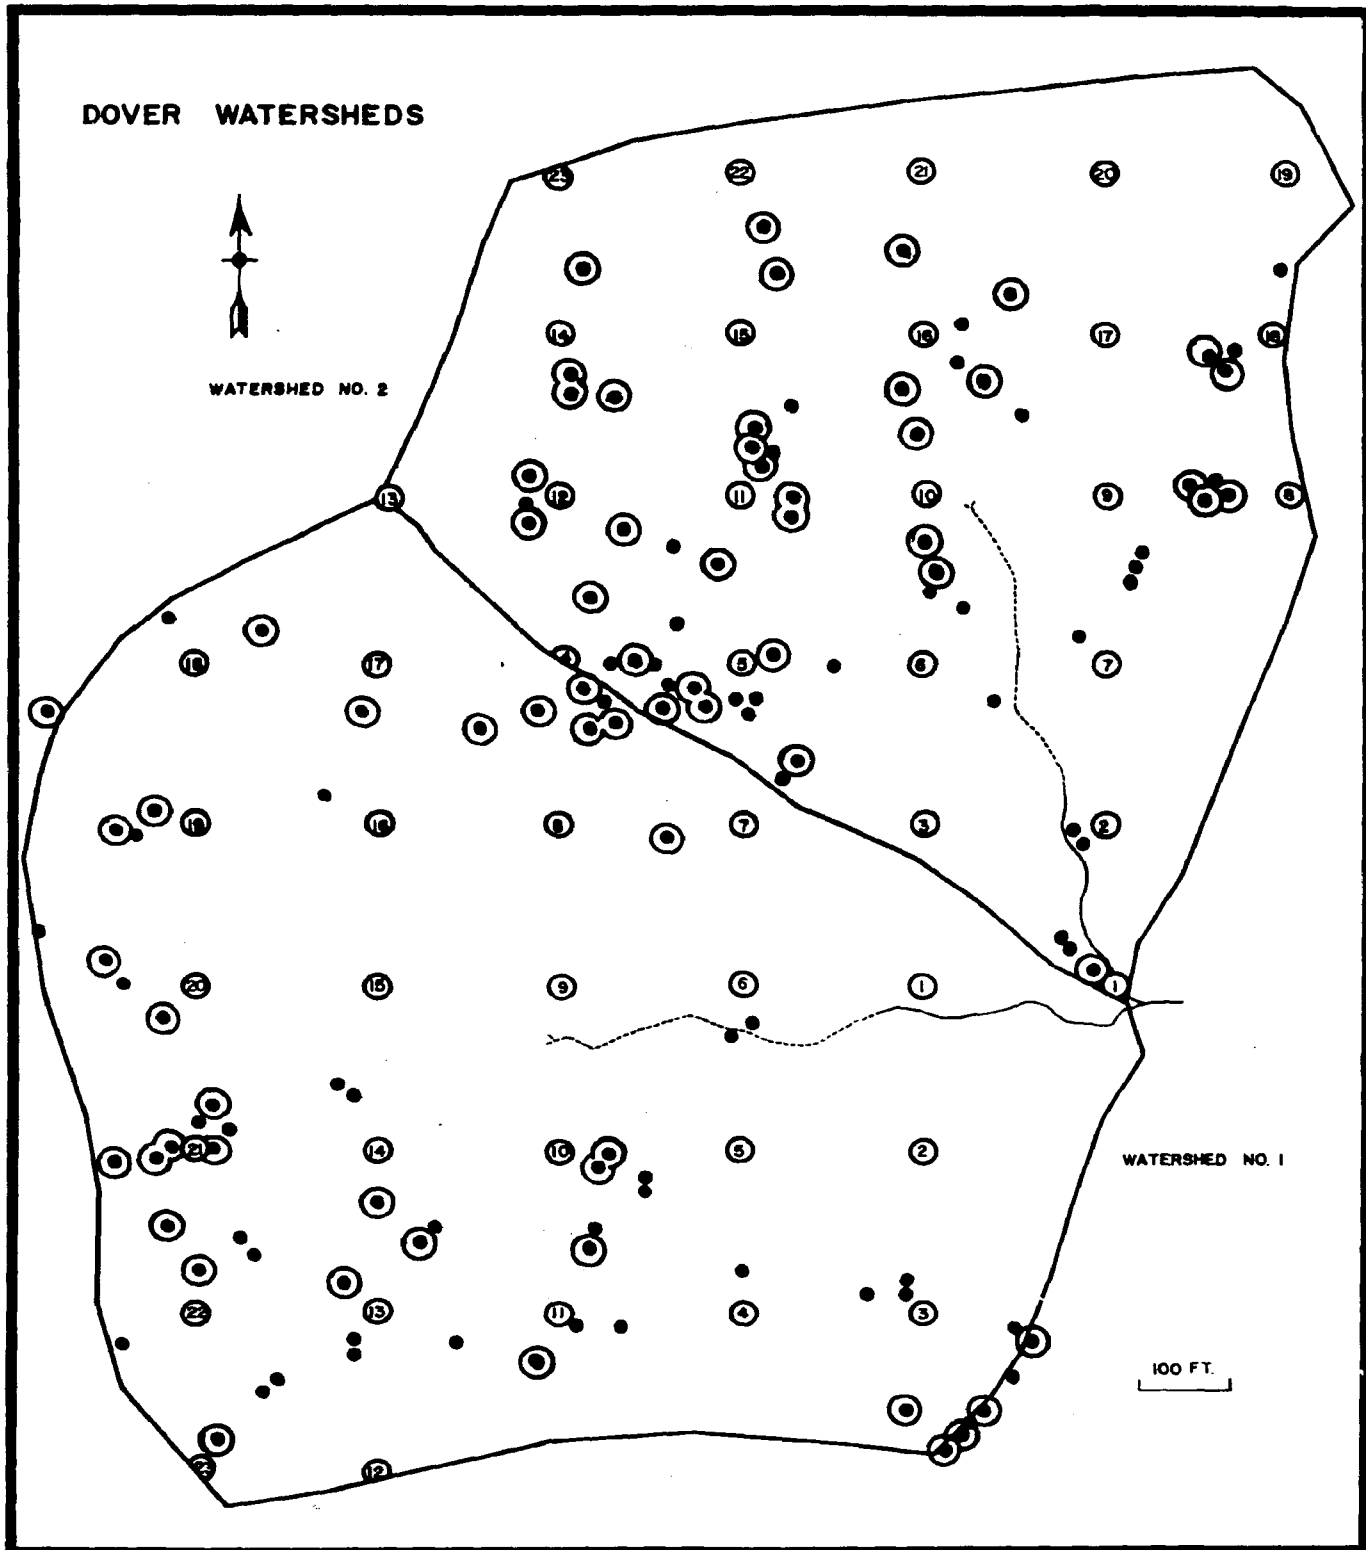 DOVER WATERSHEDS
23 22 21 20 19
14 15 16 17 18
WATERSHED NO. 2
13 12 11 10 9 8
18 17 4 5 6 7
19 16 8 7 3 2
20 15 9 6 1 1
21 14 10 5 2
WATERSHED NO. 1
22 13 11 4 3
100 FT.
23 12